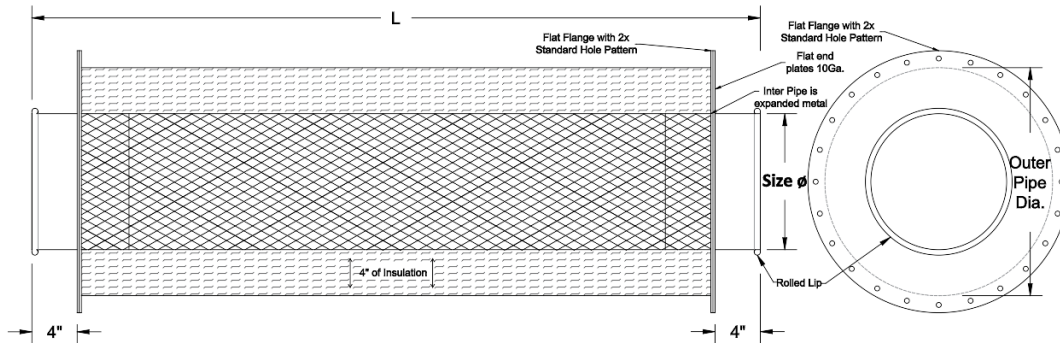 L
Flat Flange with 2x
Standard Hole Pattern
Flat end
plates 10Ga.
Inter Pipe is
expanded metal
Size ø
4" of Insulation
Rolled Lip
4"
4"
Flat Flange with 2x
Standard Hole Pattern
Outer
Pipe
Dia.